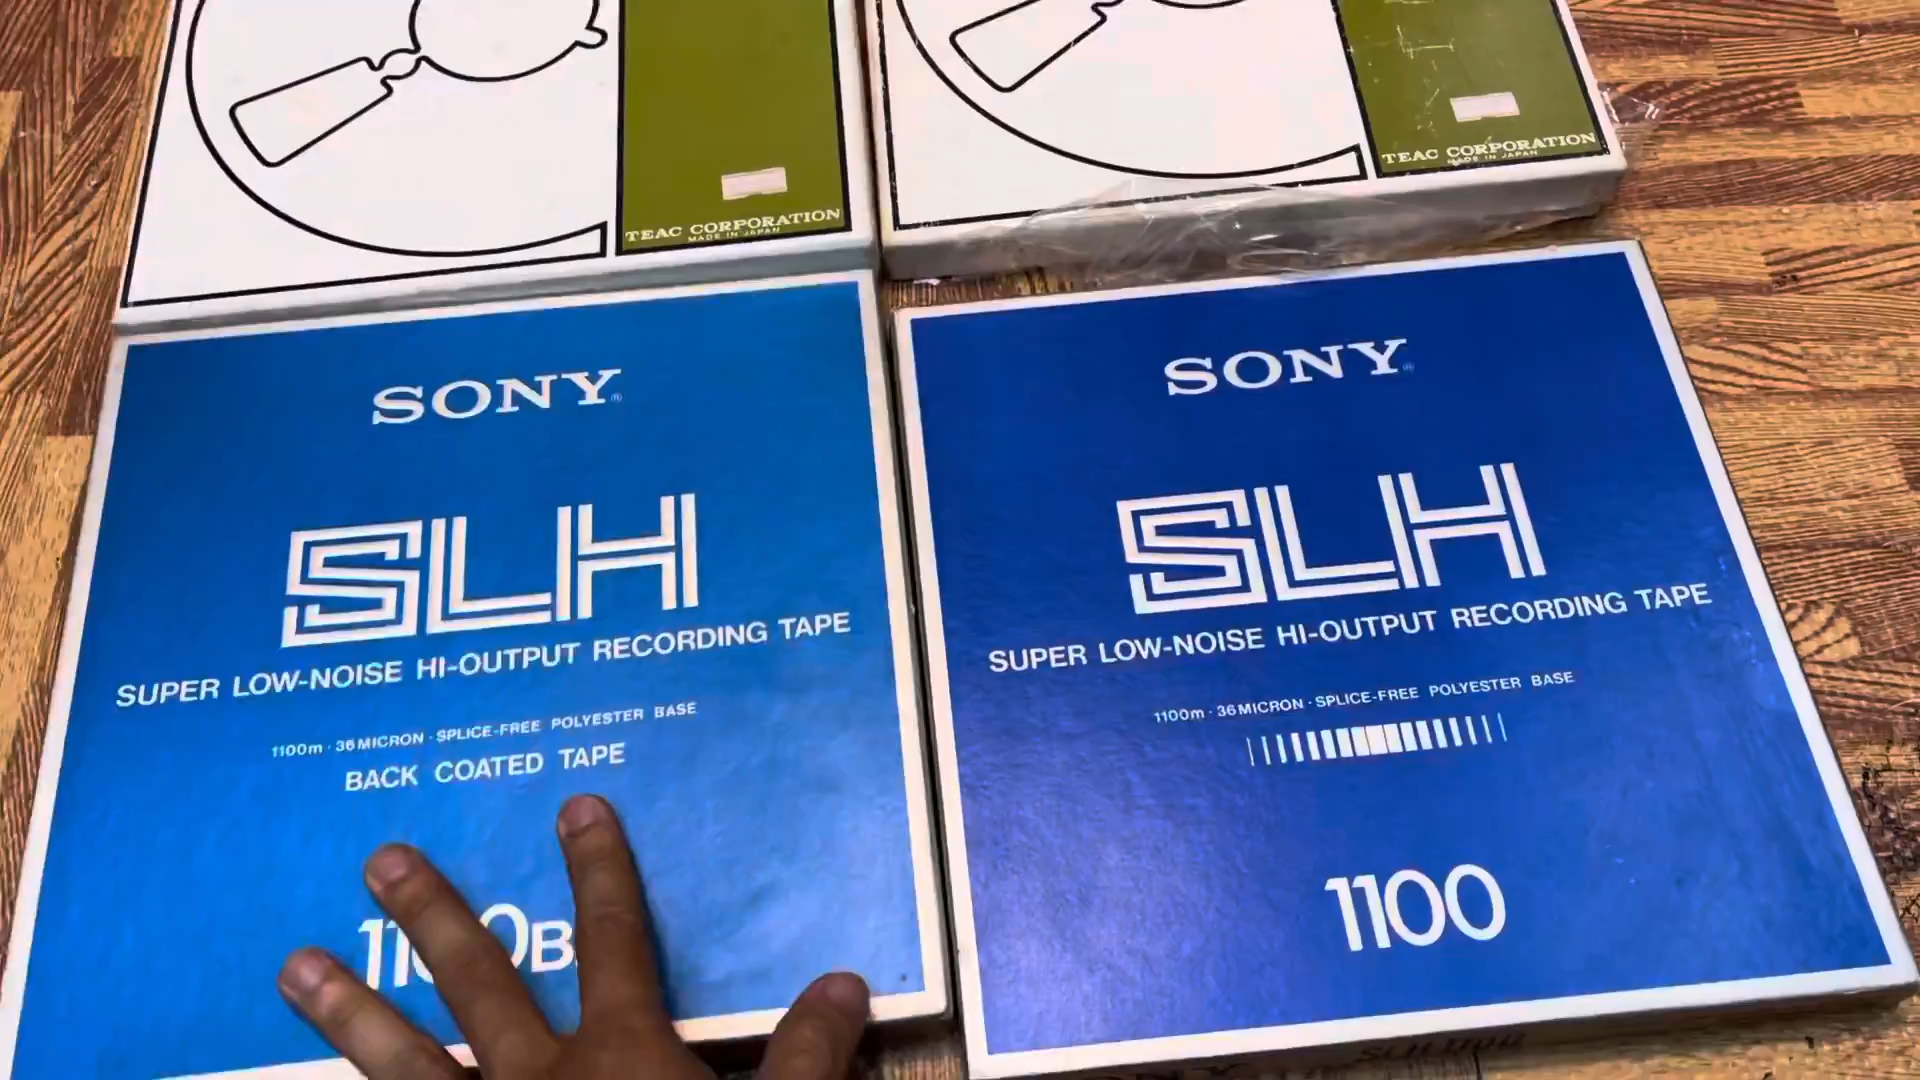 TEAC CORPORATION
MADE IN JAPAN
TEAC CORPORATION
MADE IN JAPAN
SONY®
SLH
SUPER LOW-NOISE HI-OUTPUT RECORDING TAPE
1100m · 36 MICRON · SPLICE-FREE POLYESTER BASE
BACK COATED TAPE
SONY®
SLH
SUPER LOW-NOISE HI-OUTPUT RECORDING TAPE
1100m · 36 MICRON · SPLICE-FREE POLYESTER BASE
1100